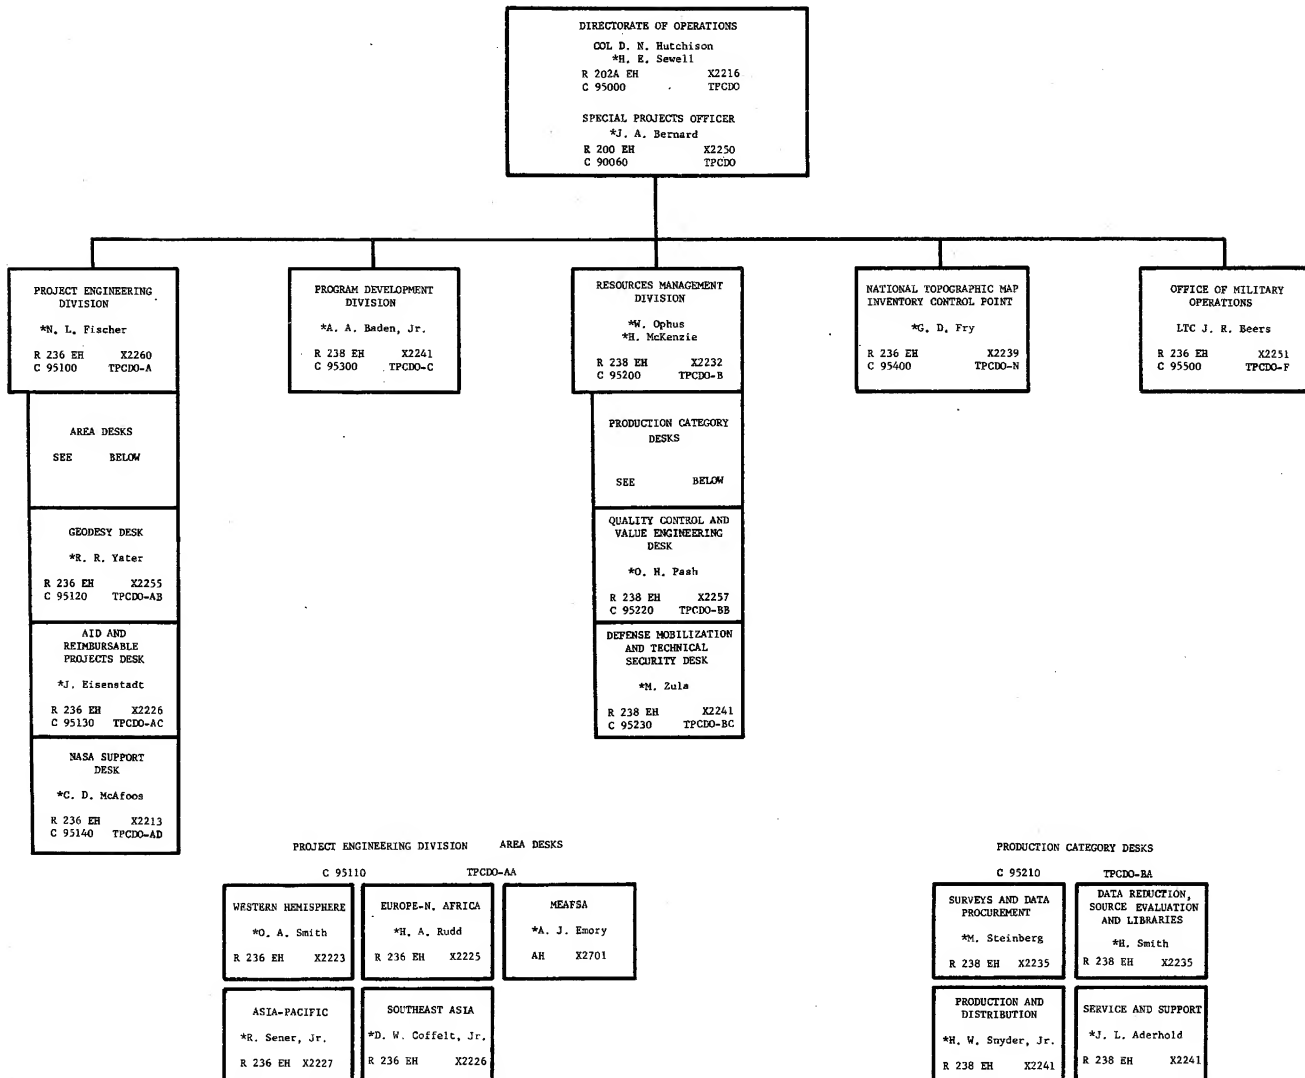 DIRECTORATE OF OPERATIONS
COL D. N. Hutchison
*H. E. Sewell
R 202A EH X2216
C 95000 TPCDO
SPECIAL PROJECTS OFFICER
*J. A. Bernard
R 200 EH X2250
C 90060 TPCDO
PROJECT ENGINEERING
DIVISION
*N. L. Fischer
R 236 EH X2260
C 95100 TPCDO-A
PROGRAM DEVELOPMENT
DIVISION
*A. A. Baden, Jr.
R 238 EH X2241
C 95300 TPCDO-C
RESOURCES MANAGEMENT
DIVISION
*W. Ophus
*H. McKenzie
R 238 EH X2232
C 95200 TPCDO-B
NATIONAL TOPOGRAPHIC MAP
INVENTORY CONTROL POINT
*G. D. Fry
R 236 EH X2239
C 95400 TPCDO-N
OFFICE OF MILITARY
OPERATIONS
LTC J. R. Beers
R 236 EH X2251
C 95500 TPCDO-F
AREA DESKS
SEE BELOW
GEODESY DESK
*R. R. Yater
R 236 EH X2255
C 95120 TPCDO-AB
AID AND
REIMBURSABLE
PROJECTS DESK
*J. Eisenstadt
R 236 EH X2226
C 95130 TPCDO-AC
NASA SUPPORT
DESK
*C. D. McAfoos
R 236 EH X2213
C 95140 TPCDO-AD
PRODUCTION CATEGORY
DESKS
SEE BELOW
QUALITY CONTROL AND
VALUE ENGINEERING
DESK
*O. H. Pash
R 238 EH X2257
C 95220 TPCDO-BB
DEFENSE MOBILIZATION
AND TECHNICAL
SECURITY DESK
*M. Zula
R 238 EH X2241
C 95230 TPCDO-BC
PROJECT ENGINEERING DIVISION AREA DESKS
C 95110 TPCDO-AA
WESTERN HEMISPHERE
*O. A. Smith
R 236 EH X2223
EUROPE-N. AFRICA
*H. A. Rudd
R 236 EH X2225
MEAFSA
*A. J. Emory
AH X2701
ASIA-PACIFIC
*R. Sener, Jr.
R 236 EH X2227
SOUTHEAST ASIA
*D. W. Coffelt, Jr.
R 236 EH X2226
PRODUCTION CATEGORY DESKS
C 95210 TPCDO-BA
SURVEYS AND DATA
PROCUREMENT
*M. Steinberg
R 238 EH X2235
DATA REDUCTION,
SOURCE EVALUATION
AND LIBRARIES
*H. Smith
R 238 EH X2235
PRODUCTION AND
DISTRIBUTION
*H. W. Snyder, Jr.
R 238 EH X2241
SERVICE AND SUPPORT
*J. L. Aderhold
R 238 EH X2241